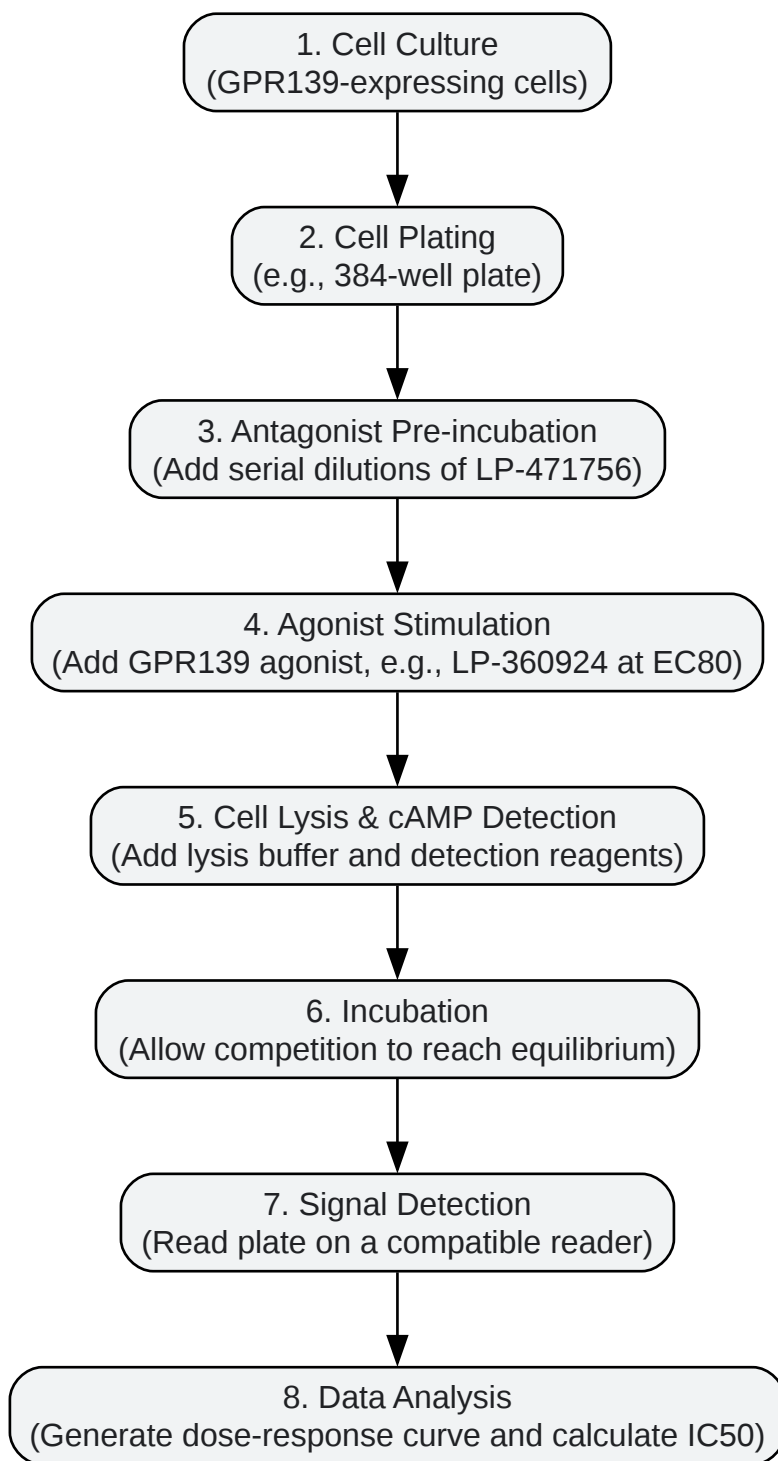 1. Cell Culture
(GPR139-expressing cells)
2. Cell Plating
(e.g., 384-well plate)
3. Antagonist Pre-incubation
(Add serial dilutions of LP-471756)
4. Agonist Stimulation
(Add GPR139 agonist, e.g., LP-360924 at EC80)
5. Cell Lysis & cAMP Detection
(Add lysis buffer and detection reagents)
6. Incubation
(Allow competition to reach equilibrium)
7. Signal Detection
(Read plate on a compatible reader)
8. Data Analysis
(Generate dose-response curve and calculate IC50)